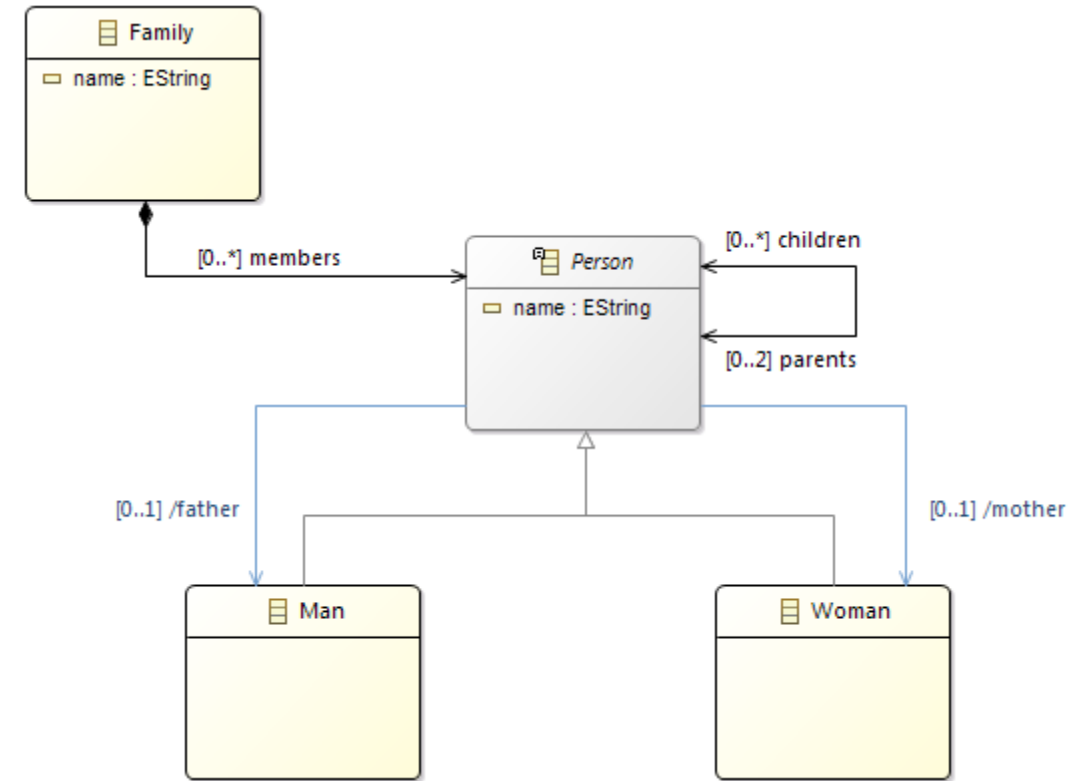 Family
name : EString
[0..*] members
[0..*] children
Person
name : EString
[0..2] parents
[0..1] /father
[0..1] /mother
Man
Woman